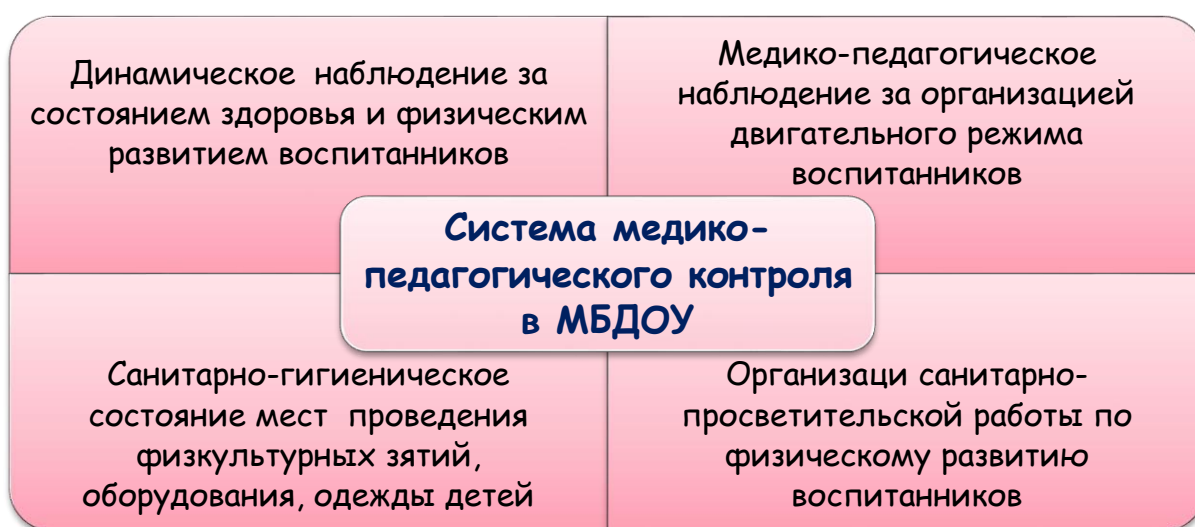 Динамическое наблюдение за
состоянием здоровья и физическим
развитием воспитанников
Медико-педагогическое
наблюдение за организацией
двигательного режима
воспитанников
Система медико-
педагогического контроля
в МБДОУ
Санитарно-гигиеническое
состояние мест проведения
физкультурных зятий,
оборудования, одежды детей
Организаци санитарно-
просветительской работы по
физическому развитию
воспитанников